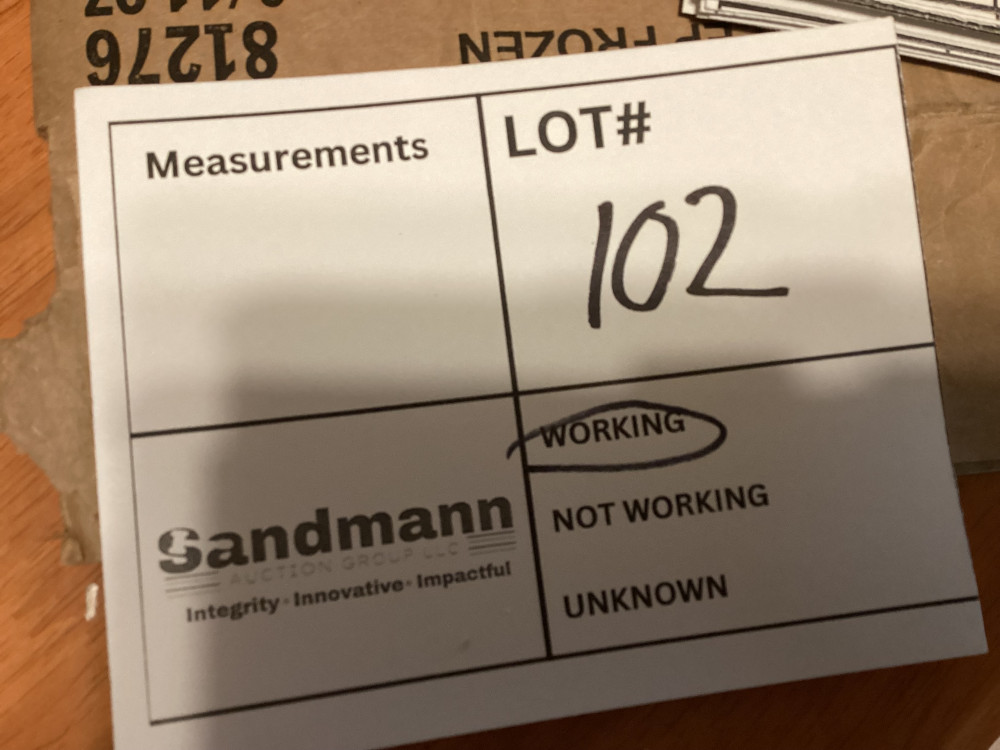 81276
Measurements
LOT#
102
WORKING
NOT WORKING
UNKNOWN
Sandmann
AUCTION GROUP LLC
Integrity • Innovative • Impactful
FROZEN